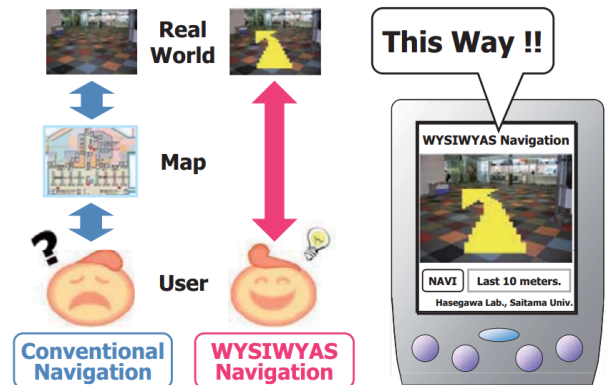 Real
World
Map
?
User
Conventional
Navigation
WYSIWYAS
Navigation
This Way !!
WYSIWYAS Navigation
NAVI
Last 10 meters.
Hasegawa Lab., Saitama Univ.